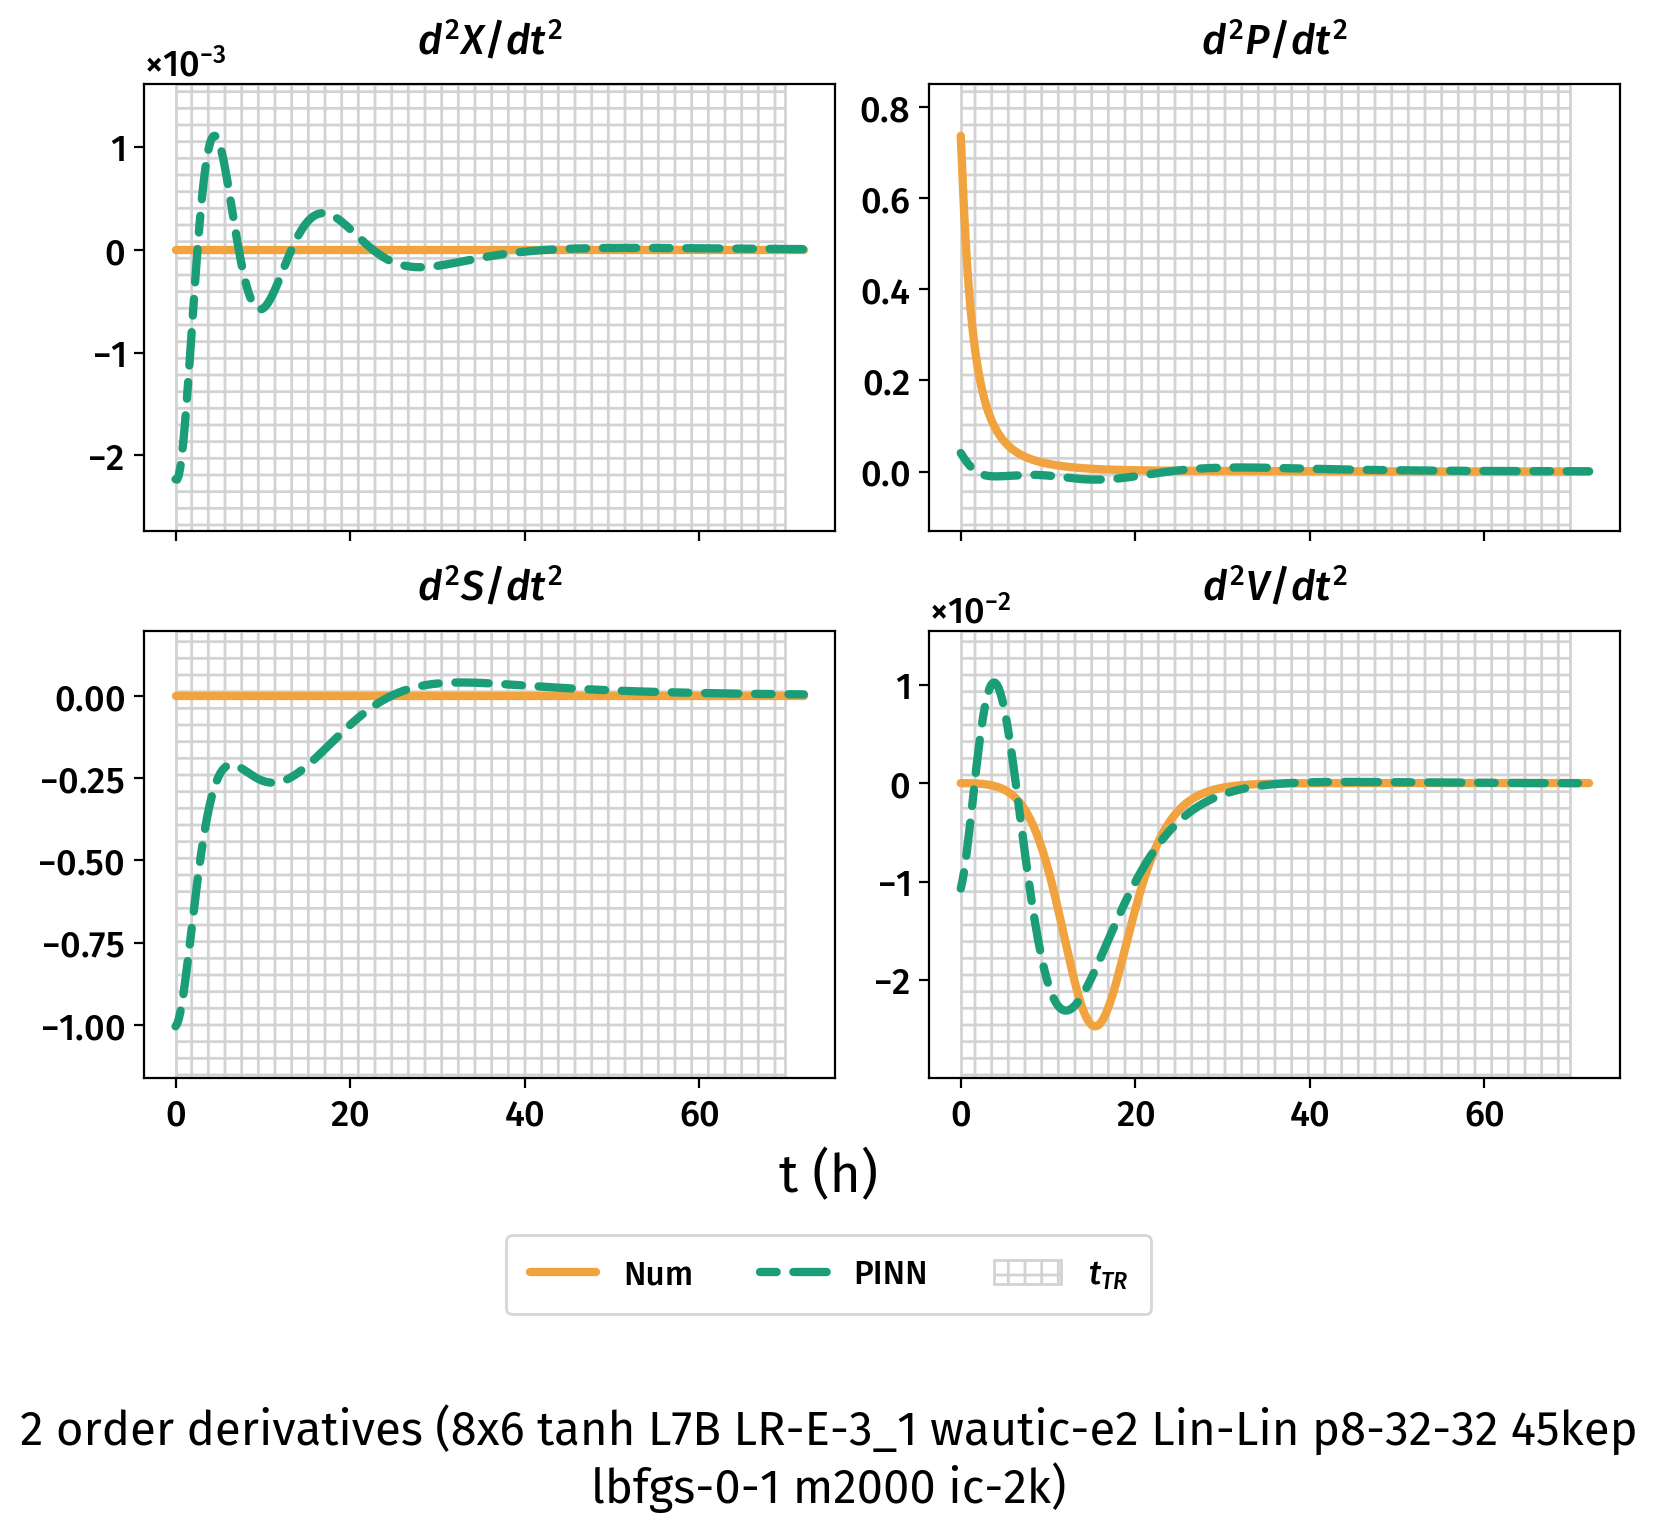 d²X/dt²
×10⁻³
1
0
−1
−2
d²P/dt²
0.8
0.6
0.4
0.2
0.0
d²S/dt²
0.00
−0.25
−0.50
−0.75
−1.00
0 20 40 60
d²V/dt²
×10⁻²
1
0
−1
−2
0 20 40 60
t (h)
Num PINN t_TR
2 order derivatives (8x6 tanh L7B LR-E-3_1 wautic-e2 Lin-Lin p8-32-32 45kep
lbfgs-0-1 m2000 ic-2k)